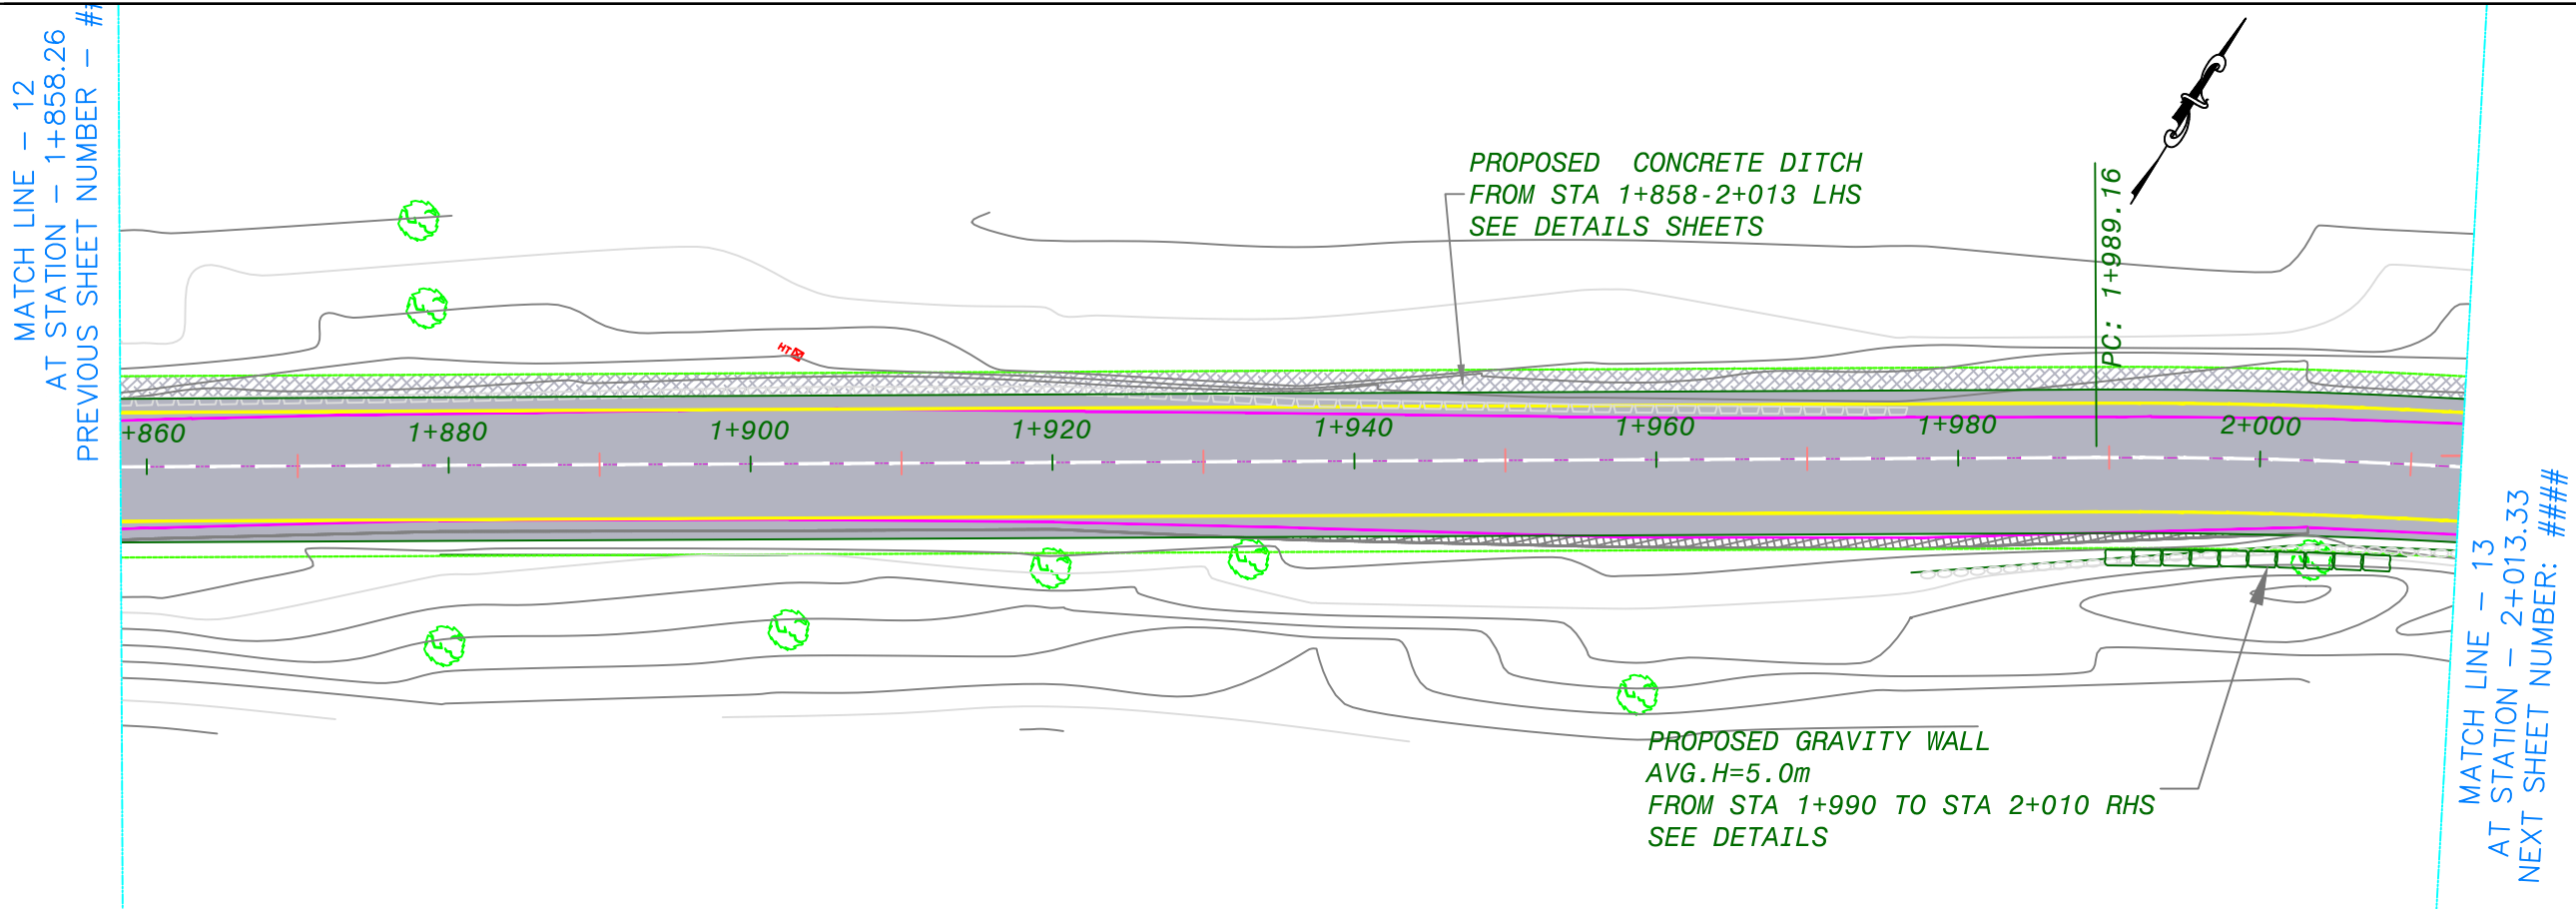 MATCH LINE – 12
AT STATION – 1+858.26
PREVIOUS SHEET NUMBER –
PROPOSED  CONCRETE DITCH
FROM STA 1+858-2+013 LHS
SEE DETAILS SHEETS
PC: 1+989.16
HT
+860
1+880
1+900
1+920
1+940
1+960
1+980
2+000
PROPOSED GRAVITY WALL
AVG.H=5.0m
FROM STA 1+990 TO STA 2+010 RHS
SEE DETAILS
MATCH LINE – 13
AT STATION – 2+013.33
NEXT SHEET NUMBER: ####